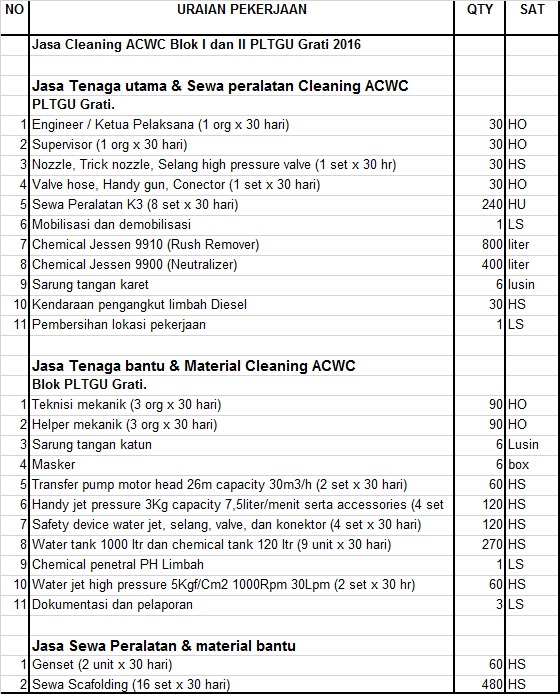 NO URAIAN PEKERJAAN QTY SAT
Jasa Cleaning ACWC Blok I dan II PLTGU Grati 2016
Jasa Tenaga utama & Sewa peralatan Cleaning ACWC
PLTGU Grati.
1 Engineer / Ketua Pelaksana (1 org x 30 hari) 30 HO
2 Supervisor (1 org x 30 hari) 30 HO
3 Nozzle, Trick nozzle, Selang high pressure valve (1 set x 30 hr) 30 HS
4 Valve hose, Handy gun, Conector (1 set x 30 hari) 30 HO
5 Sewa Peralatan K3 (8 set x 30 hari) 240 HU
6 Mobilisasi dan demobilisasi 1 LS
7 Chemical Jessen 9910 (Rush Remover) 800 liter
8 Chemical Jessen 9900 (Neutralizer) 400 liter
9 Sarung tangan karet 6 lusin
10 Kendaraan pengangkut limbah Diesel 30 HS
11 Pembersihan lokasi pekerjaan 1 LS
Jasa Tenaga bantu & Material Cleaning ACWC
Blok PLTGU Grati.
1 Teknisi mekanik (3 org x 30 hari) 90 HO
2 Helper mekanik (3 org x 30 hari) 90 HO
3 Sarung tangan katun 6 Lusin
4 Masker 6 box
5 Transfer pump motor head 26m capacity 30m3/h (2 set x 30 hari) 60 HS
6 Handy jet pressure 3Kg capacity 7,5liter/menit serta accessories (4 set 120 HS
7 Safety device water jet, selang, valve, dan konektor (4 set x 30 hari) 120 HS
8 Water tank 1000 ltr dan chemical tank 120 ltr (9 unit x 30 hari) 270 HS
9 Chemical penetral PH Limbah 1 LS
10 Water jet high pressure 5Kgf/Cm2 1000Rpm 30Lpm (2 set x 30 hr) 60 HS
11 Dokumentasi dan pelaporan 3 LS
Jasa Sewa Peralatan & material bantu
1 Genset (2 unit x 30 hari) 60 HS
2 Sewa Scafolding (16 set x 30 hari) 480 HS